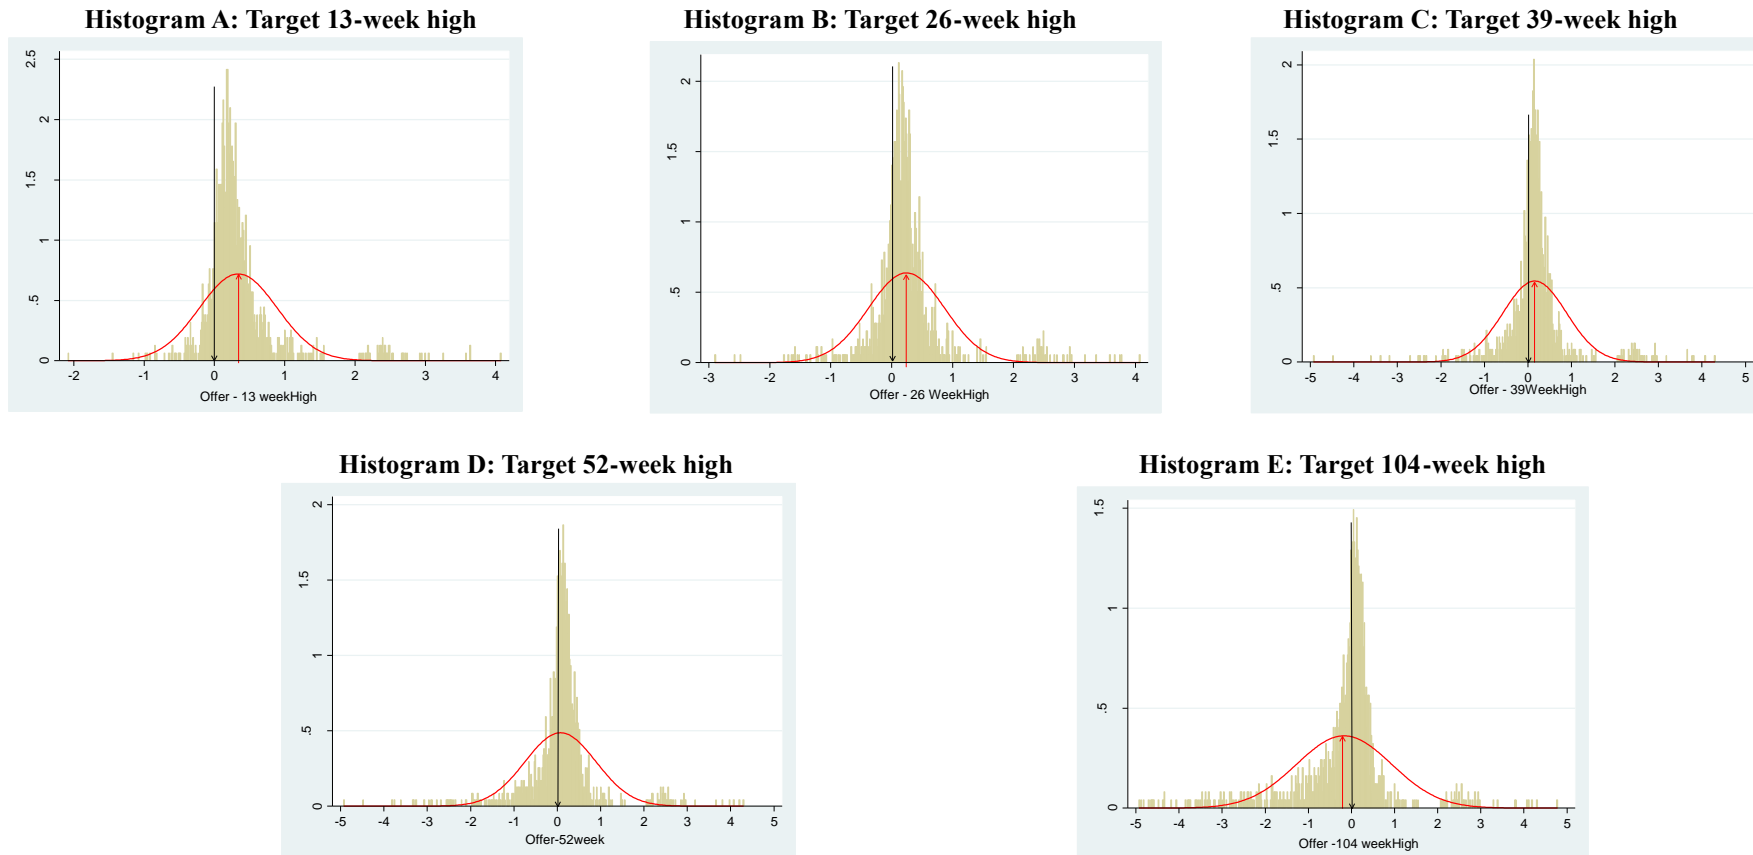 Histogram A: Target 13-week high
2.5
2
1.5
1
.5
0
-2 -1 0 1 2 3 4
Offer - 13 weekHigh
Histogram B: Target 26-week high
2
1.5
1
.5
0
-3 -2 -1 0 1 2 3 4
Offer - 26 WeekHigh
Histogram C: Target 39-week high
2
1.5
1
.5
0
-5 -4 -3 -2 -1 0 1 2 3 4 5
Offer - 39WeekHigh
Histogram D: Target 52-week high
2
1.5
1
.5
0
-5 -4 -3 -2 -1 0 1 2 3 4 5
Offer-52week
Histogram E: Target 104-week high
1.5
1
.5
0
-5 -4 -3 -2 -1 0 1 2 3 4 5
Offer -104 weekHigh